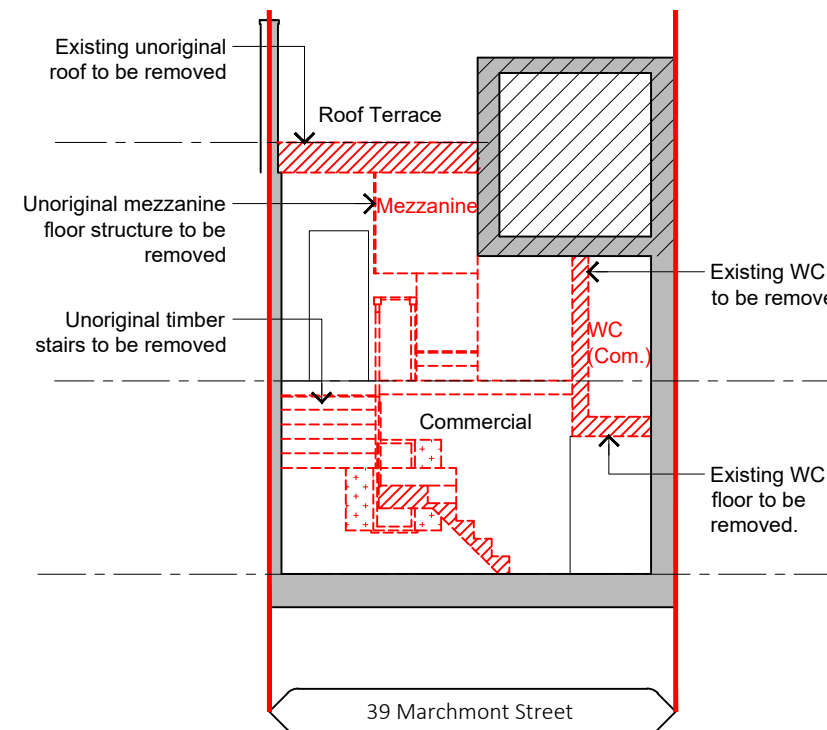 Existing unoriginal
roof to be removed
Roof Terrace
Unoriginal mezzanine
floor structure to be
removed
Mezzanine
Existing WC
to be remove
Unoriginal timber
stairs to be removed
WC
(Com.)
Commercial
Existing WC
floor to be
removed.
39 Marchmont Street